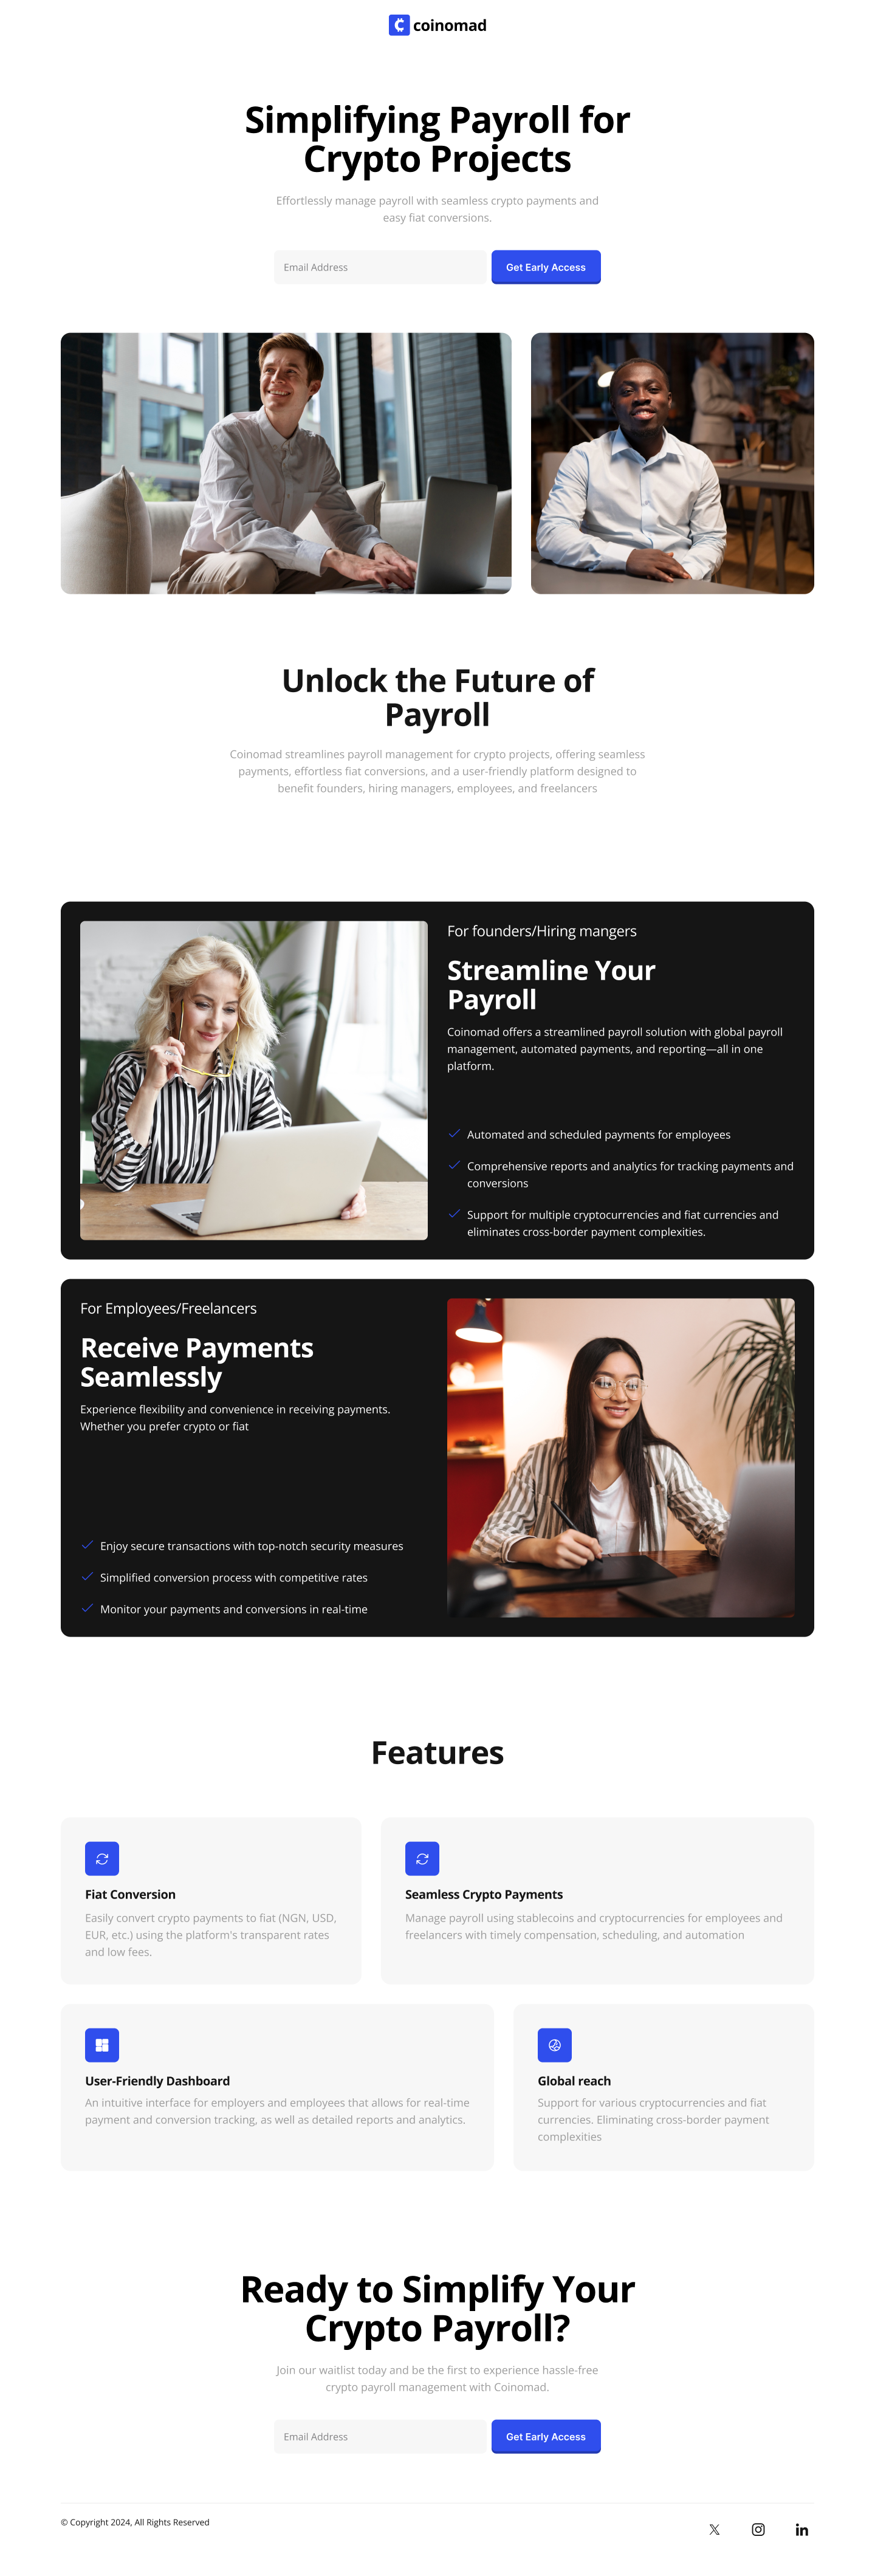 coinomad
Simplifying Payroll for
Crypto Projects
Effortlessly manage payroll with seamless crypto payments and
easy fiat conversions.
Email Address
Get Early Access
Unlock the Future of
Payroll
Coinomad streamlines payroll management for crypto projects, offering seamless
payments, effortless fiat conversions, and a user-friendly platform designed to
benefit founders, hiring managers, employees, and freelancers
For founders/Hiring mangers
Streamline Your
Payroll
Coinomad offers a streamlined payroll solution with global payroll
management, automated payments, and reporting—all in one
platform.
Automated and scheduled payments for employees
Comprehensive reports and analytics for tracking payments and
conversions
Support for multiple cryptocurrencies and fiat currencies and
eliminates cross-border payment complexities.
For Employees/Freelancers
Receive Payments
Seamlessly
Experience flexibility and convenience in receiving payments.
Whether you prefer crypto or fiat
Enjoy secure transactions with top-notch security measures
Simplified conversion process with competitive rates
Monitor your payments and conversions in real-time
Features
Fiat Conversion
Easily convert crypto payments to fiat (NGN, USD,
EUR, etc.) using the platform's transparent rates
and low fees.
Seamless Crypto Payments
Manage payroll using stablecoins and cryptocurrencies for employees and
freelancers with timely compensation, scheduling, and automation
User-Friendly Dashboard
An intuitive interface for employers and employees that allows for real-time
payment and conversion tracking, as well as detailed reports and analytics.
Global reach
Support for various cryptocurrencies and fiat
currencies. Eliminating cross-border payment
complexities
Ready to Simplify Your
Crypto Payroll?
Join our waitlist today and be the first to experience hassle-free
crypto payroll management with Coinomad.
Email Address
Get Early Access
© Copyright 2024, All Rights Reserved